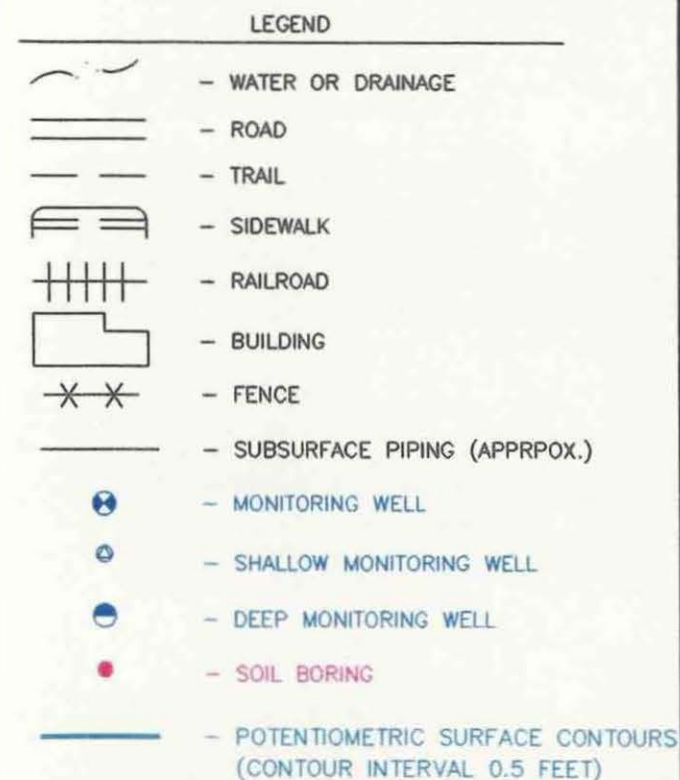 LEGEND
– WATER OR DRAINAGE
– ROAD
– TRAIL
– SIDEWALK
– RAILROAD
– BUILDING
– FENCE
– SUBSURFACE PIPING (APPRPOX.)
– MONITORING WELL
– SHALLOW MONITORING WELL
– DEEP MONITORING WELL
– SOIL BORING
– POTENTIOMETRIC SURFACE CONTOURS
(CONTOUR INTERVAL 0.5 FEET)